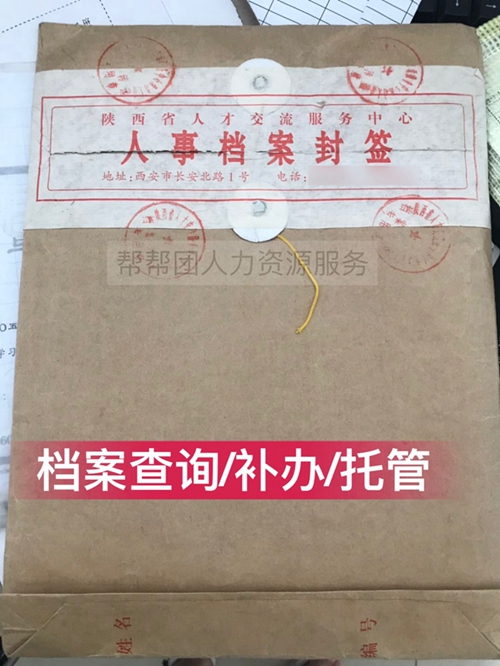 陕西省人才交流服务中心
人事档案封签
地址:西安市长安北路1号 电话:
帮帮团人力资源服务
档案查询/补办/托管
姓名
编号